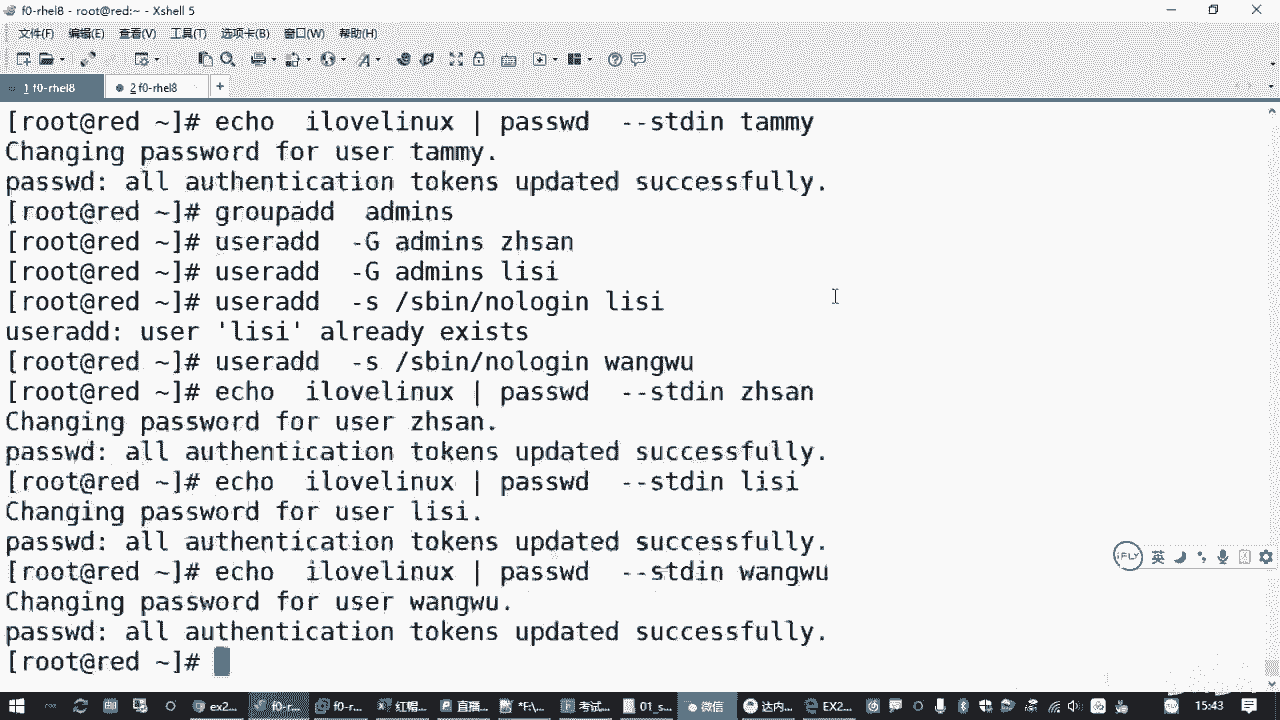 f0-rhel8 - root@red:~ - Xshell 5
文件(F) 编辑(E) 查看(V) 工具(T) 选项卡(B) 窗口(W) 帮助(H)
1 f0-rhel8 2 f0-rhel8 +
[root@red ~]# echo  ilovelinux | passwd  --stdin tammy
Changing password for user tammy.
passwd: all authentication tokens updated successfully.
[root@red ~]# groupadd  admins
[root@red ~]# useradd  -G admins zhsan
[root@red ~]# useradd  -G admins lisi
[root@red ~]# useradd  -s /sbin/nologin lisi
useradd: user 'lisi' already exists
[root@red ~]# useradd  -s /sbin/nologin wangwu
[root@red ~]# echo  ilovelinux | passwd  --stdin zhsan
Changing password for user zhsan.
passwd: all authentication tokens updated successfully.
[root@red ~]# echo  ilovelinux | passwd  --stdin lisi
Changing password for user lisi.
passwd: all authentication tokens updated successfully.
[root@red ~]# echo  ilovelinux | passwd  --stdin wangwu
Changing password for user wangwu.
passwd: all authentication tokens updated successfully.
[root@red ~]#
iFLY 英
ex2... f0-r... f0-r... 红帽... 直播... *F:\... 考试... 01_s... 微信 达内... EX2... 15:43